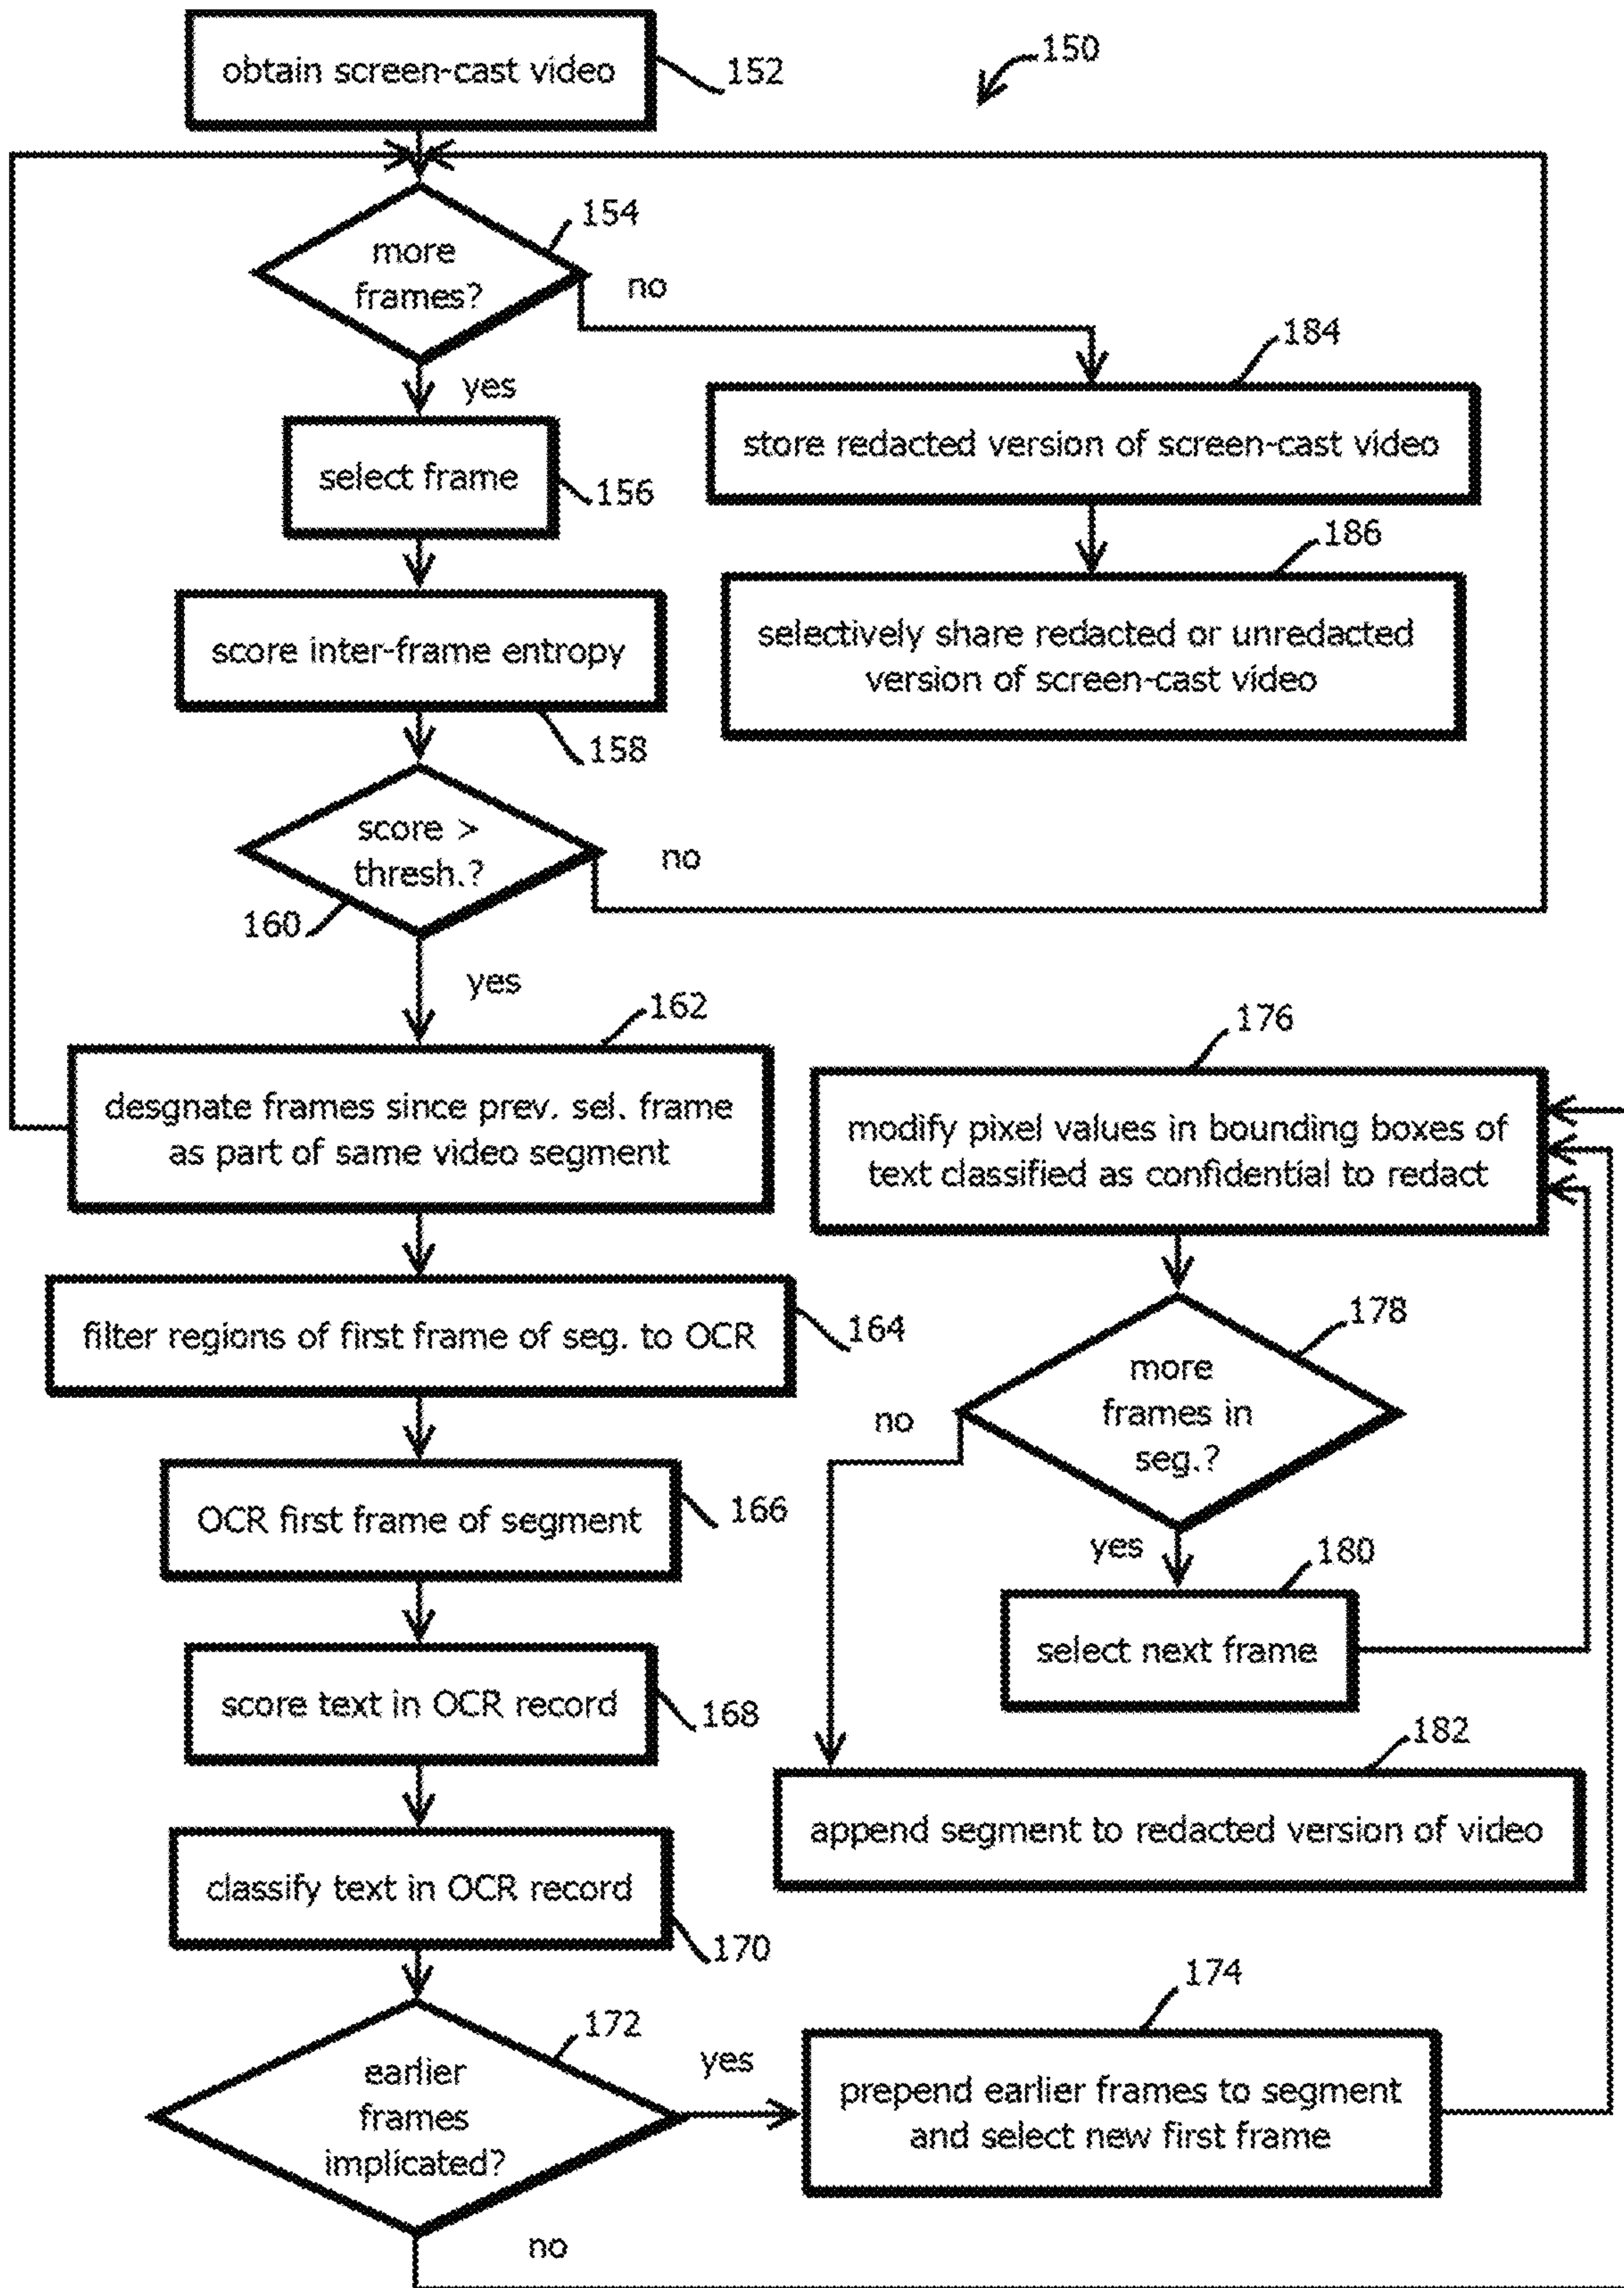 obtain screen-cast video
152
150
more
frames?
154
no
yes
184
store redacted version of screen-cast video
select frame
156
186
selectively share redacted or unredacted
version of screen-cast video
score inter-frame entropy
158
score >
thresh.?
160
no
yes
162
desgnate frames since prev. sel. frame
as part of same video segment
176
modify pixel values in bounding boxes of
text classified as confidential to redact
filter regions of first frame of seg. to OCR
164
178
more
frames in
seg.?
no
yes
OCR first frame of segment
166
180
select next frame
score text in OCR record
168
182
append segment to redacted version of video
classify text in OCR record
170
172
earlier
frames
implicated?
yes
174
prepend earlier frames to segment
and select new first frame
no